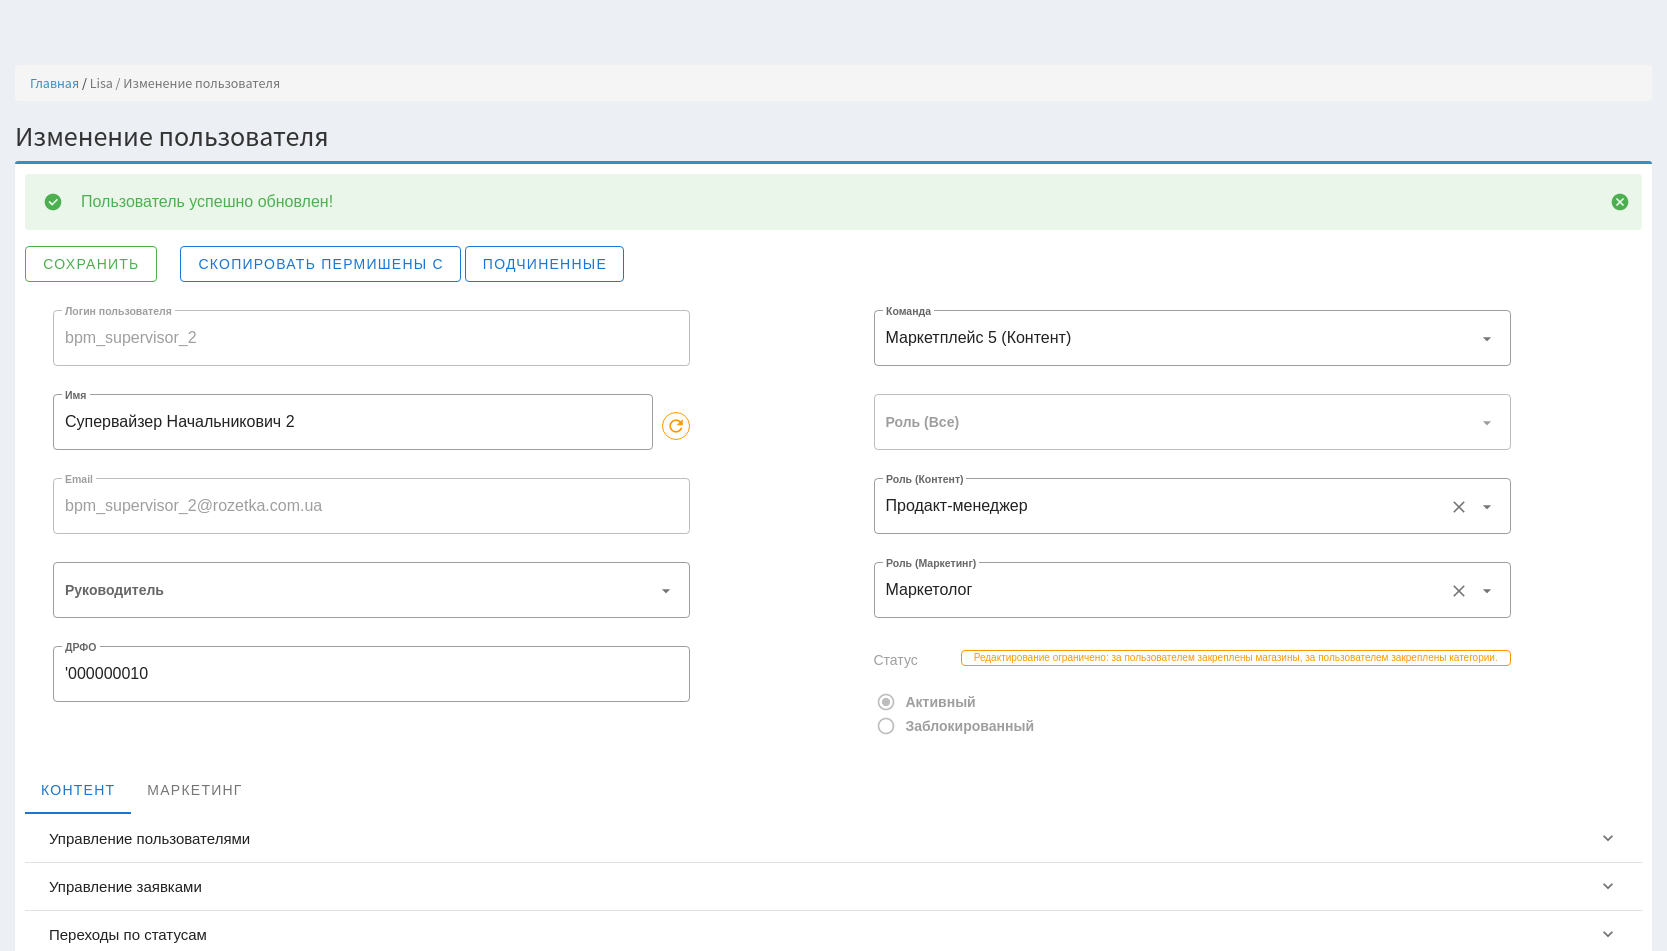 Главная / Lisa / Изменение пользователя
Изменение пользователя
Пользователь успешно обновлен!
СОХРАНИТЬ
СКОПИРОВАТЬ ПЕРМИШЕНЫ С
ПОДЧИНЕННЫЕ
Логин пользователя
bpm_supervisor_2
Имя
Супервайзер Начальникович 2
Email
bpm_supervisor_2@rozetka.com.ua
Руководитель
ДРФО
'000000010
Команда
Маркетплейс 5 (Контент)
Роль (Все)
Роль (Контент)
Продакт-менеджер
Роль (Маркетинг)
Маркетолог
Статус
Редактирование ограничено: за пользователем закреплены магазины, за пользователем закреплены категории.
Активный
Заблокированный
КОНТЕНТ
МАРКЕТИНГ
Управление пользователями
Управление заявками
Переходы по статусам